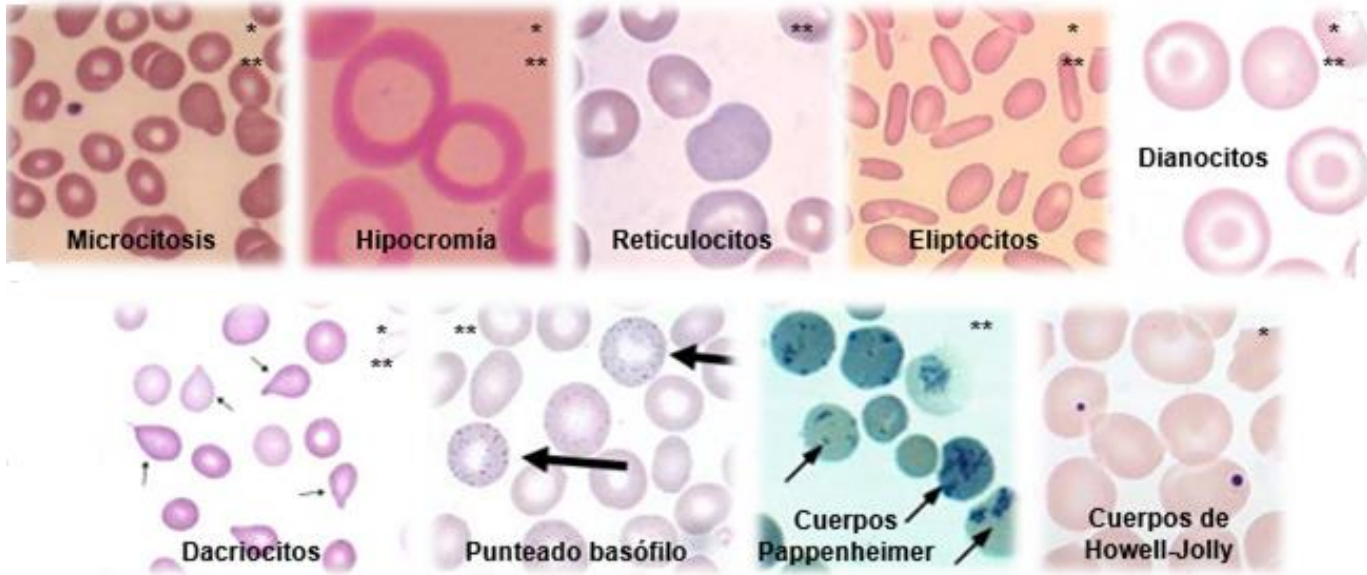 *
**
Microcitosis
*
**
Hipocromía
**
Reticulocitos
*
**
Eliptocitos
*
**
Dianocitos
*
**
Dacriocitos
**
Punteado basófilo
**
Cuerpos
Pappenheimer
*
Cuerpos de
Howell-Jolly